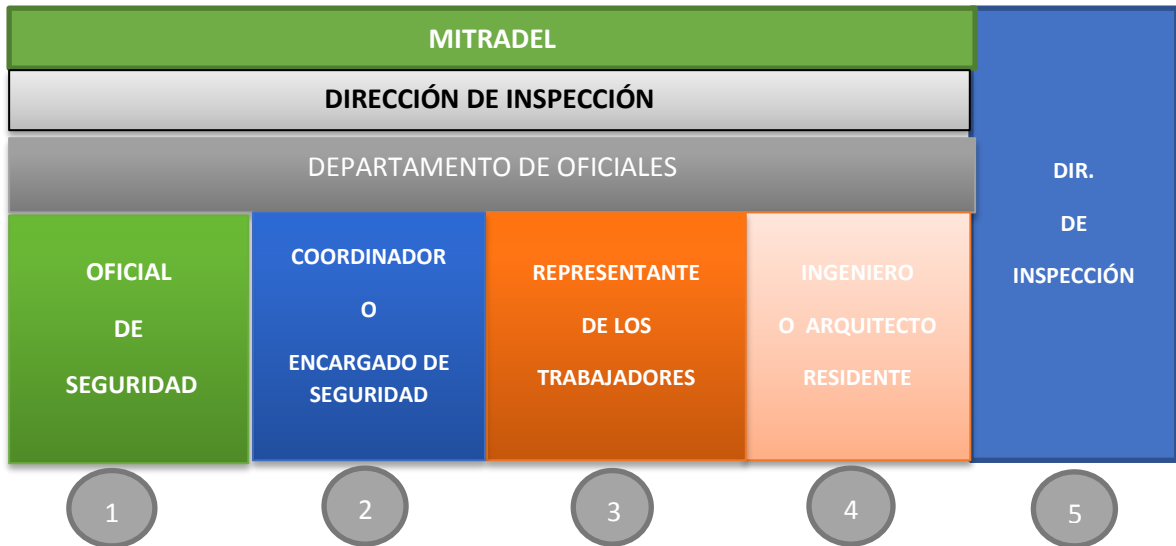 MITRADEL
DIRECCIÓN DE INSPECCIÓN
DEPARTAMENTO DE OFICIALES
OFICIAL
DE
SEGURIDAD
COORDINADOR
O
ENCARGADO DE
SEGURIDAD
REPRESENTANTE
DE LOS
TRABAJADORES
INGENIERO
O ARQUITECTO
RESIDENTE
DIR.
DE
INSPECCIÓN
1
2
3
4
5